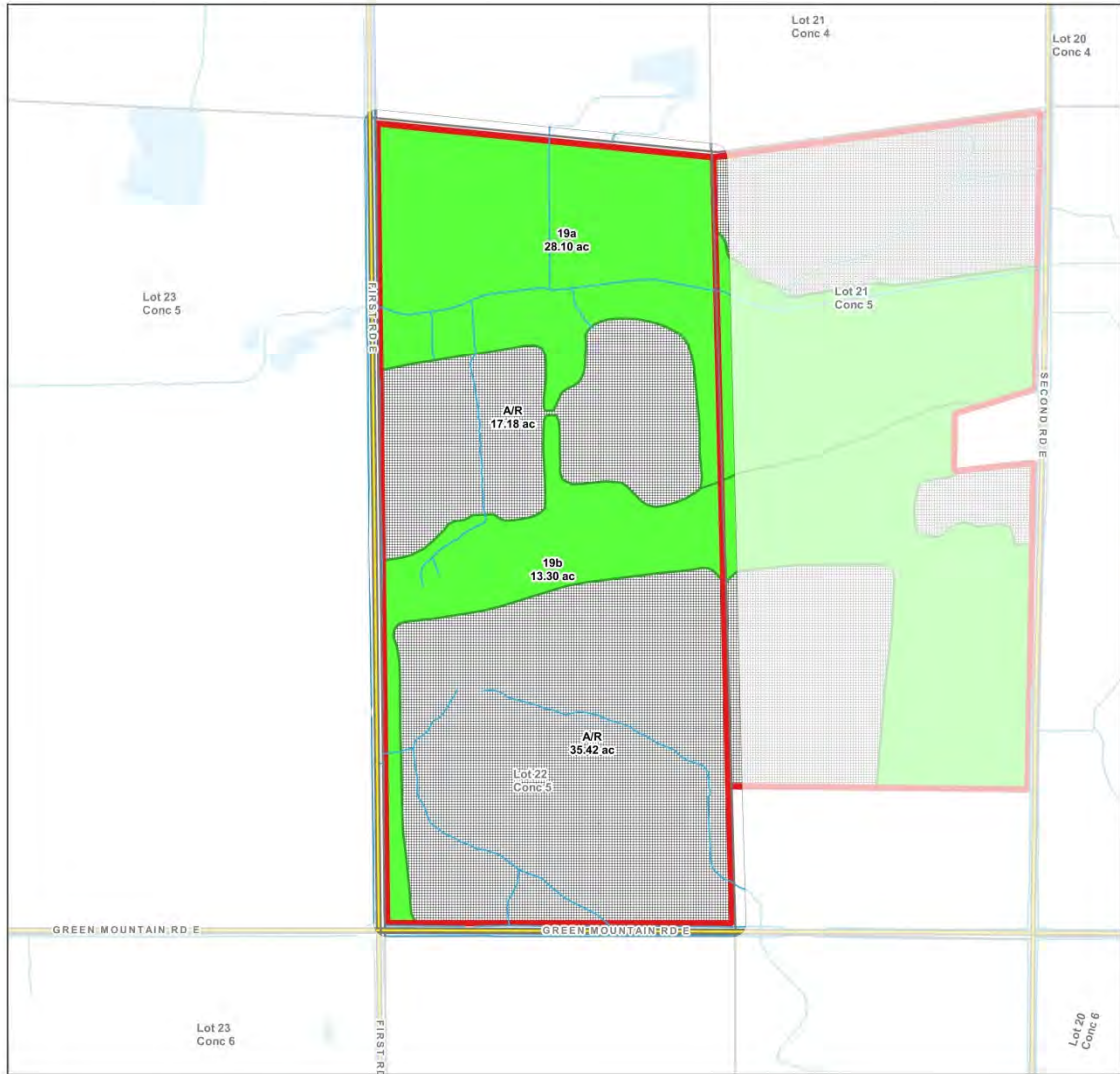 Lot 21
Conc 4
Lot 20
Conc 4
19a
28.10 ac
Lot 23
Conc 5
FIRST RD E
Lot 21
Conc 5
SECOND RD E
A/R
17.18 ac
19b
13.30 ac
A/R
35.42 ac
Lot 22
Conc 5
GREEN MOUNTAIN RD E
GREEN MOUNTAIN RD E
Lot 23
Conc 6
FIRST RD
Lot 20
Conc 6